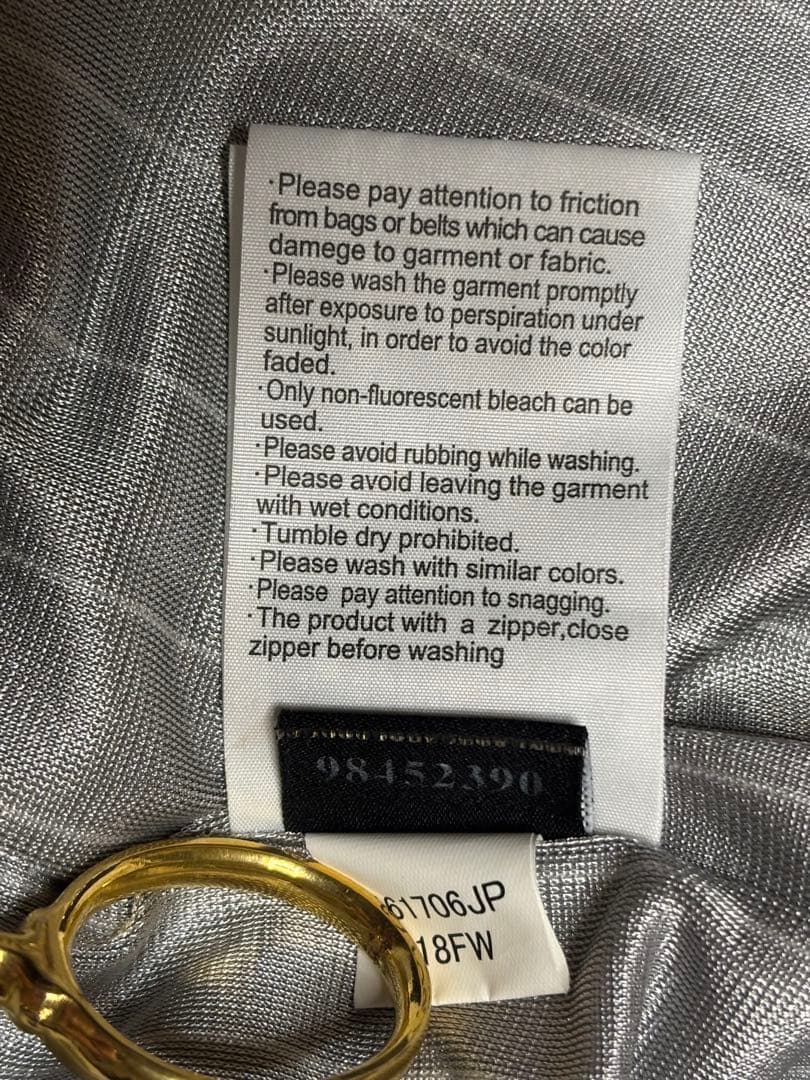 ·Please pay attention to friction
from bags or belts which can cause
damege to garment or fabric.
·Please wash the garment promptly
after exposure to perspiration under
sunlight, in order to avoid the color
faded.
·Only non-fluorescent bleach can be
used.
·Please avoid rubbing while washing.
·Please avoid leaving the garment
with wet conditions.
·Tumble dry prohibited.
·Please wash with similar colors.
·Please pay attention to snagging.
·The product with a zipper,close
zipper before washing
98452390
61706JP
18FW